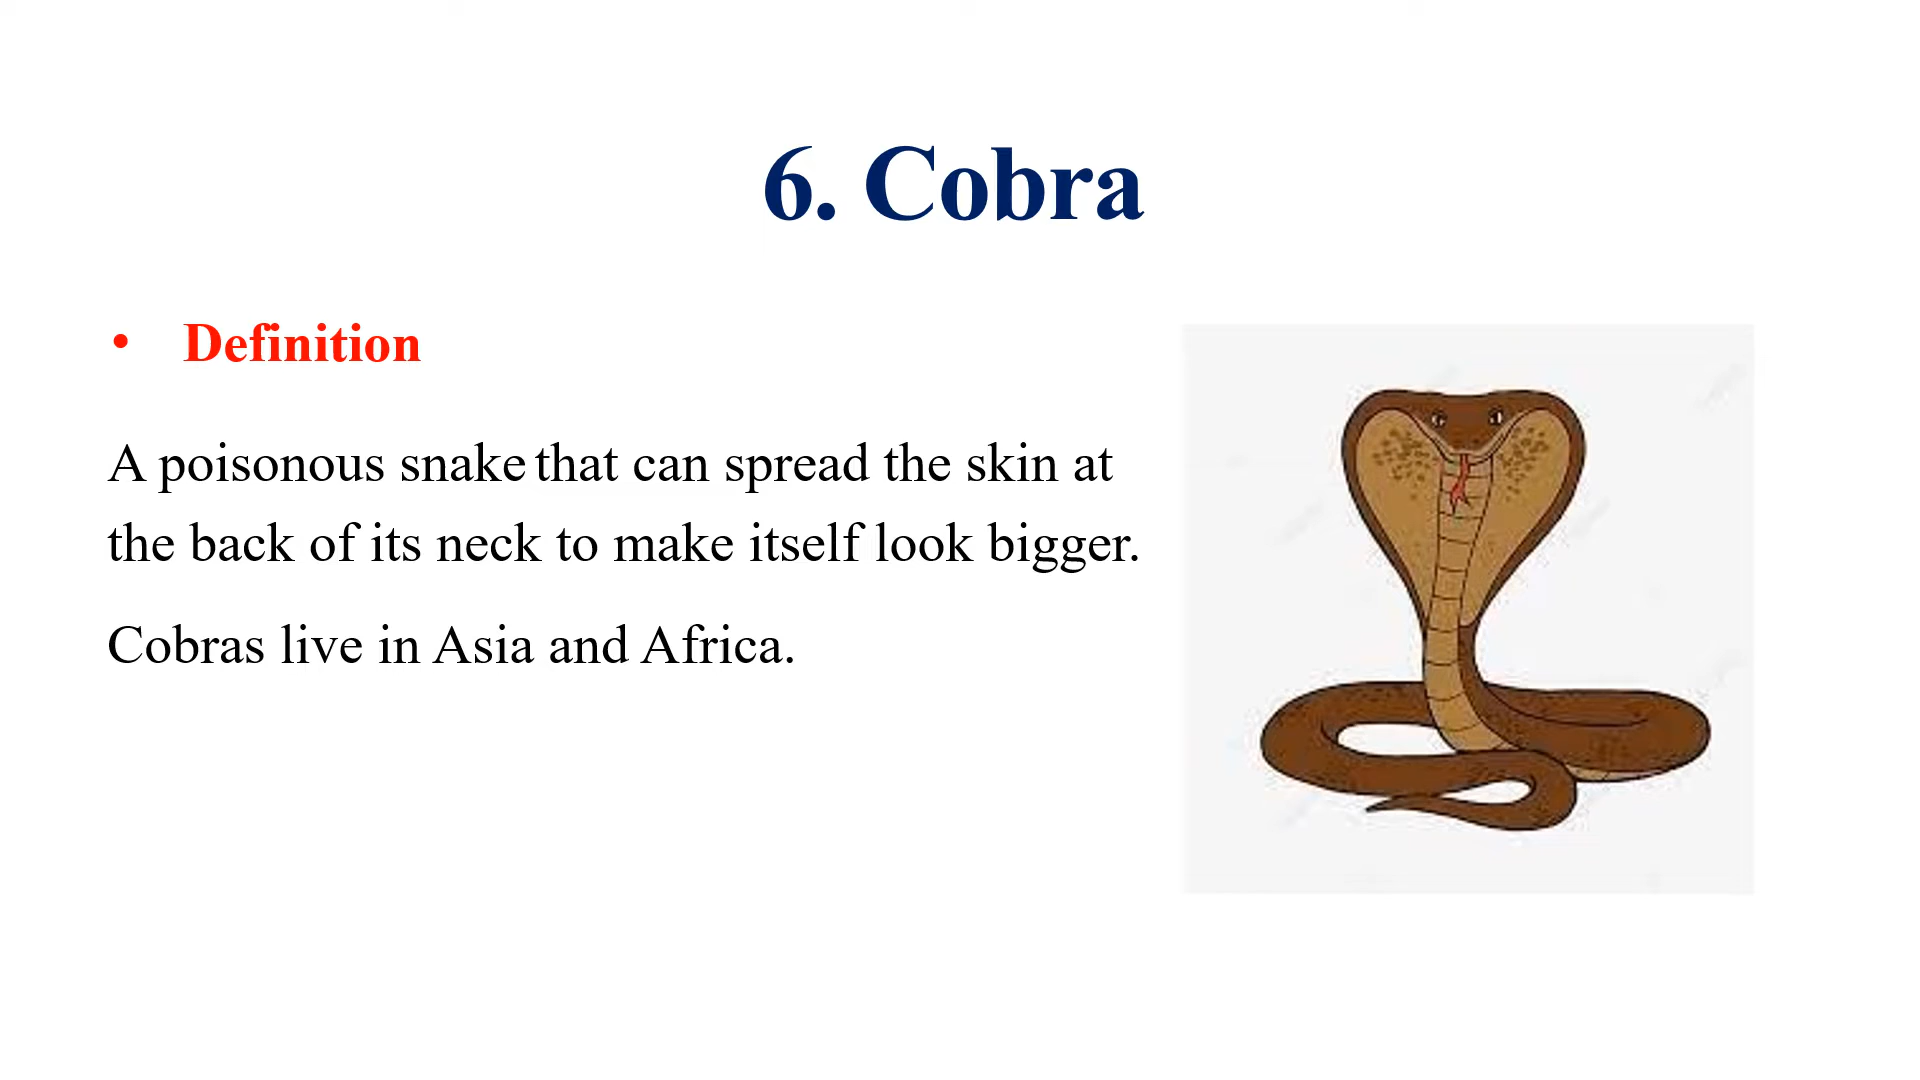 6. Cobra
• Definition
A poisonous snake that can spread the skin at
the back of its neck to make itself look bigger.
Cobras live in Asia and Africa.